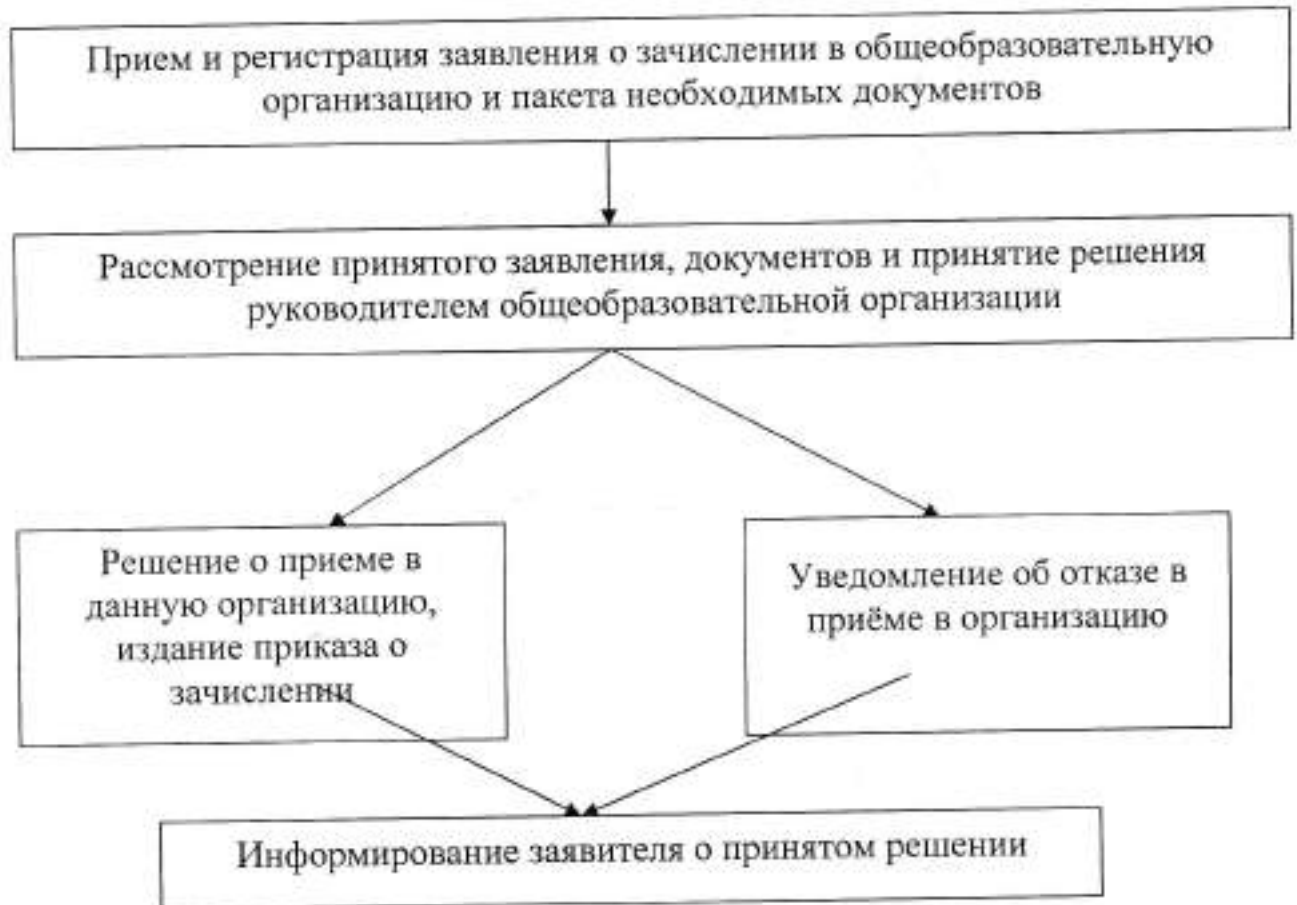 Прием и регистрация заявления о зачислении в общеобразовательную
организацию и пакета необходимых документов
Рассмотрение принятого заявления, документов и принятие решения
руководителем общеобразовательной организации
Решение о приеме в
данную организацию,
издание приказа о
зачислении
Уведомление об отказе в
приёме в организацию
Информирование заявителя о принятом решении